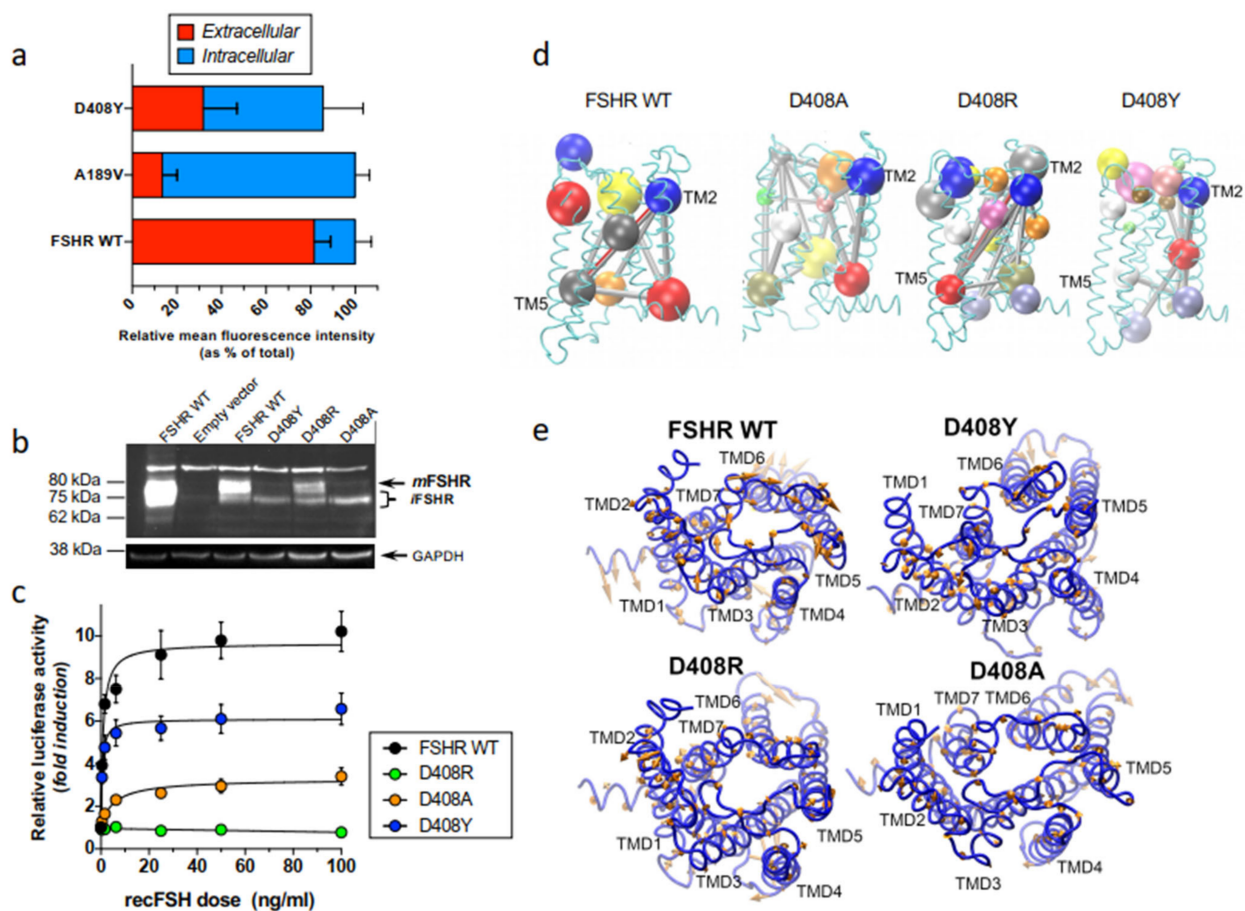 a
Extracellular
Intracellular
D408Y
A189V
FSHR WT
0 20 40 60 80 100
Relative mean fluorescence intensity
(as % of total)
b
FSHR WT
Empty vector
FSHR WT
D408Y
D408R
D408A
80 kDa
75 kDa
62 kDa
38 kDa
mFSHR
iFSHR
GAPDH
c
Relative luciferase activity
(fold induction)
10
8
6
4
2
0
0 20 40 60 80 100
recFSH dose (ng/ml)
FSHR WT
D408R
D408A
D408Y
d
FSHR WT D408A D408R D408Y
TM2 TM2 TM2 TM2
TM5 TM5 TM5 TM5
e
FSHR WT
TMD6
TMD2
TMD7
TMD5
TMD1
TMD3
TMD4
D408Y
TMD6
TMD1
TMD7
TMD5
TMD4
TMD2
TMD3
D408R
TMD6
TMD7
TMD2
TMD1
TMD5
TMD3
TMD4
D408A
TMD7 TMD6
TMD1
TMD5
TMD2
TMD4
TMD3